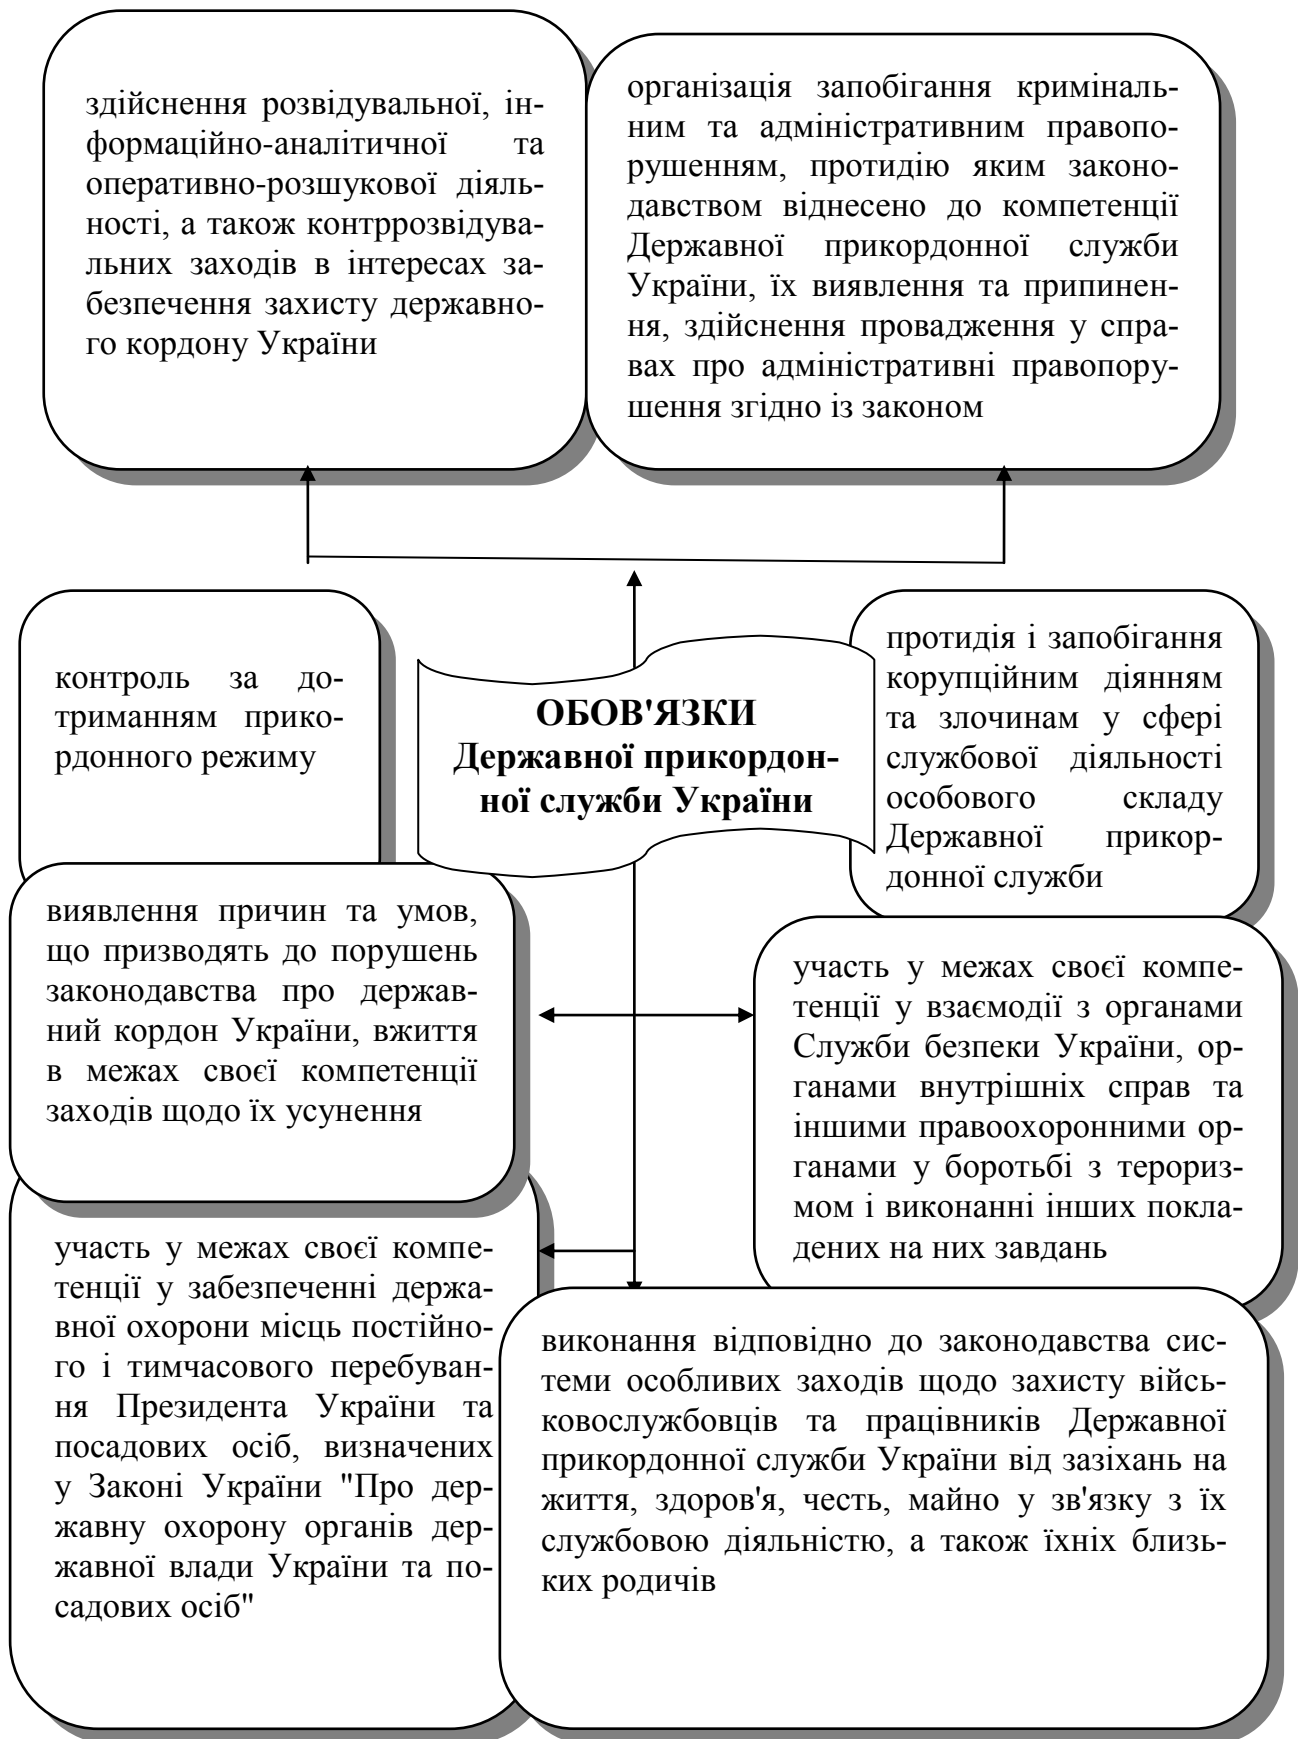 здійснення розвідувальної, ін-
формаційно-аналітичної та
оперативно-розшукової діяль-
ності, а також контррозвідува-
льних заходів в інтересах за-
безпечення захисту державно-
го кордону України
організація запобігання криміналь-
ним та адміністративним правопо-
рушенням, протидію яким законо-
давством віднесено до компетенції
Державної прикордонної служби
України, їх виявлення та припинен-
ня, здійснення провадження у спра-
вах про адміністративні правопору-
шення згідно із законом
контроль за до-
триманням прико-
рдонного режиму
ОБОВ'ЯЗКИ
Державної прикордон-
ної служби України
протидія і запобігання
корупційним діянням
та злочинам у сфері
службової діяльності
особового складу
Державної прикор-
донної служби
виявлення причин та умов,
що призводять до порушень
законодавства про держав-
ний кордон України, вжиття
в межах своєї компетенції
заходів щодо їх усунення
участь у межах своєї компе-
тенції у взаємодії з органами
Служби безпеки України, ор-
ганами внутрішніх справ та
іншими правоохоронними ор-
ганами у боротьбі з терориз-
мом і виконанні інших покла-
дених на них завдань
участь у межах своєї компе-
тенції у забезпеченні держа-
вної охорони місць постійно-
го і тимчасового перебуван-
ня Президента України та
посадових осіб, визначених
у Законі України "Про дер-
жавну охорону органів дер-
жавної влади України та по-
садових осіб"
виконання відповідно до законодавства сис-
теми особливих заходів щодо захисту війсь-
ковослужбовців та працівників Державної
прикордонної служби України від зазіхань на
життя, здоров'я, честь, майно у зв'язку з їх
службовою діяльністю, а також їхніх близь-
ких родичів